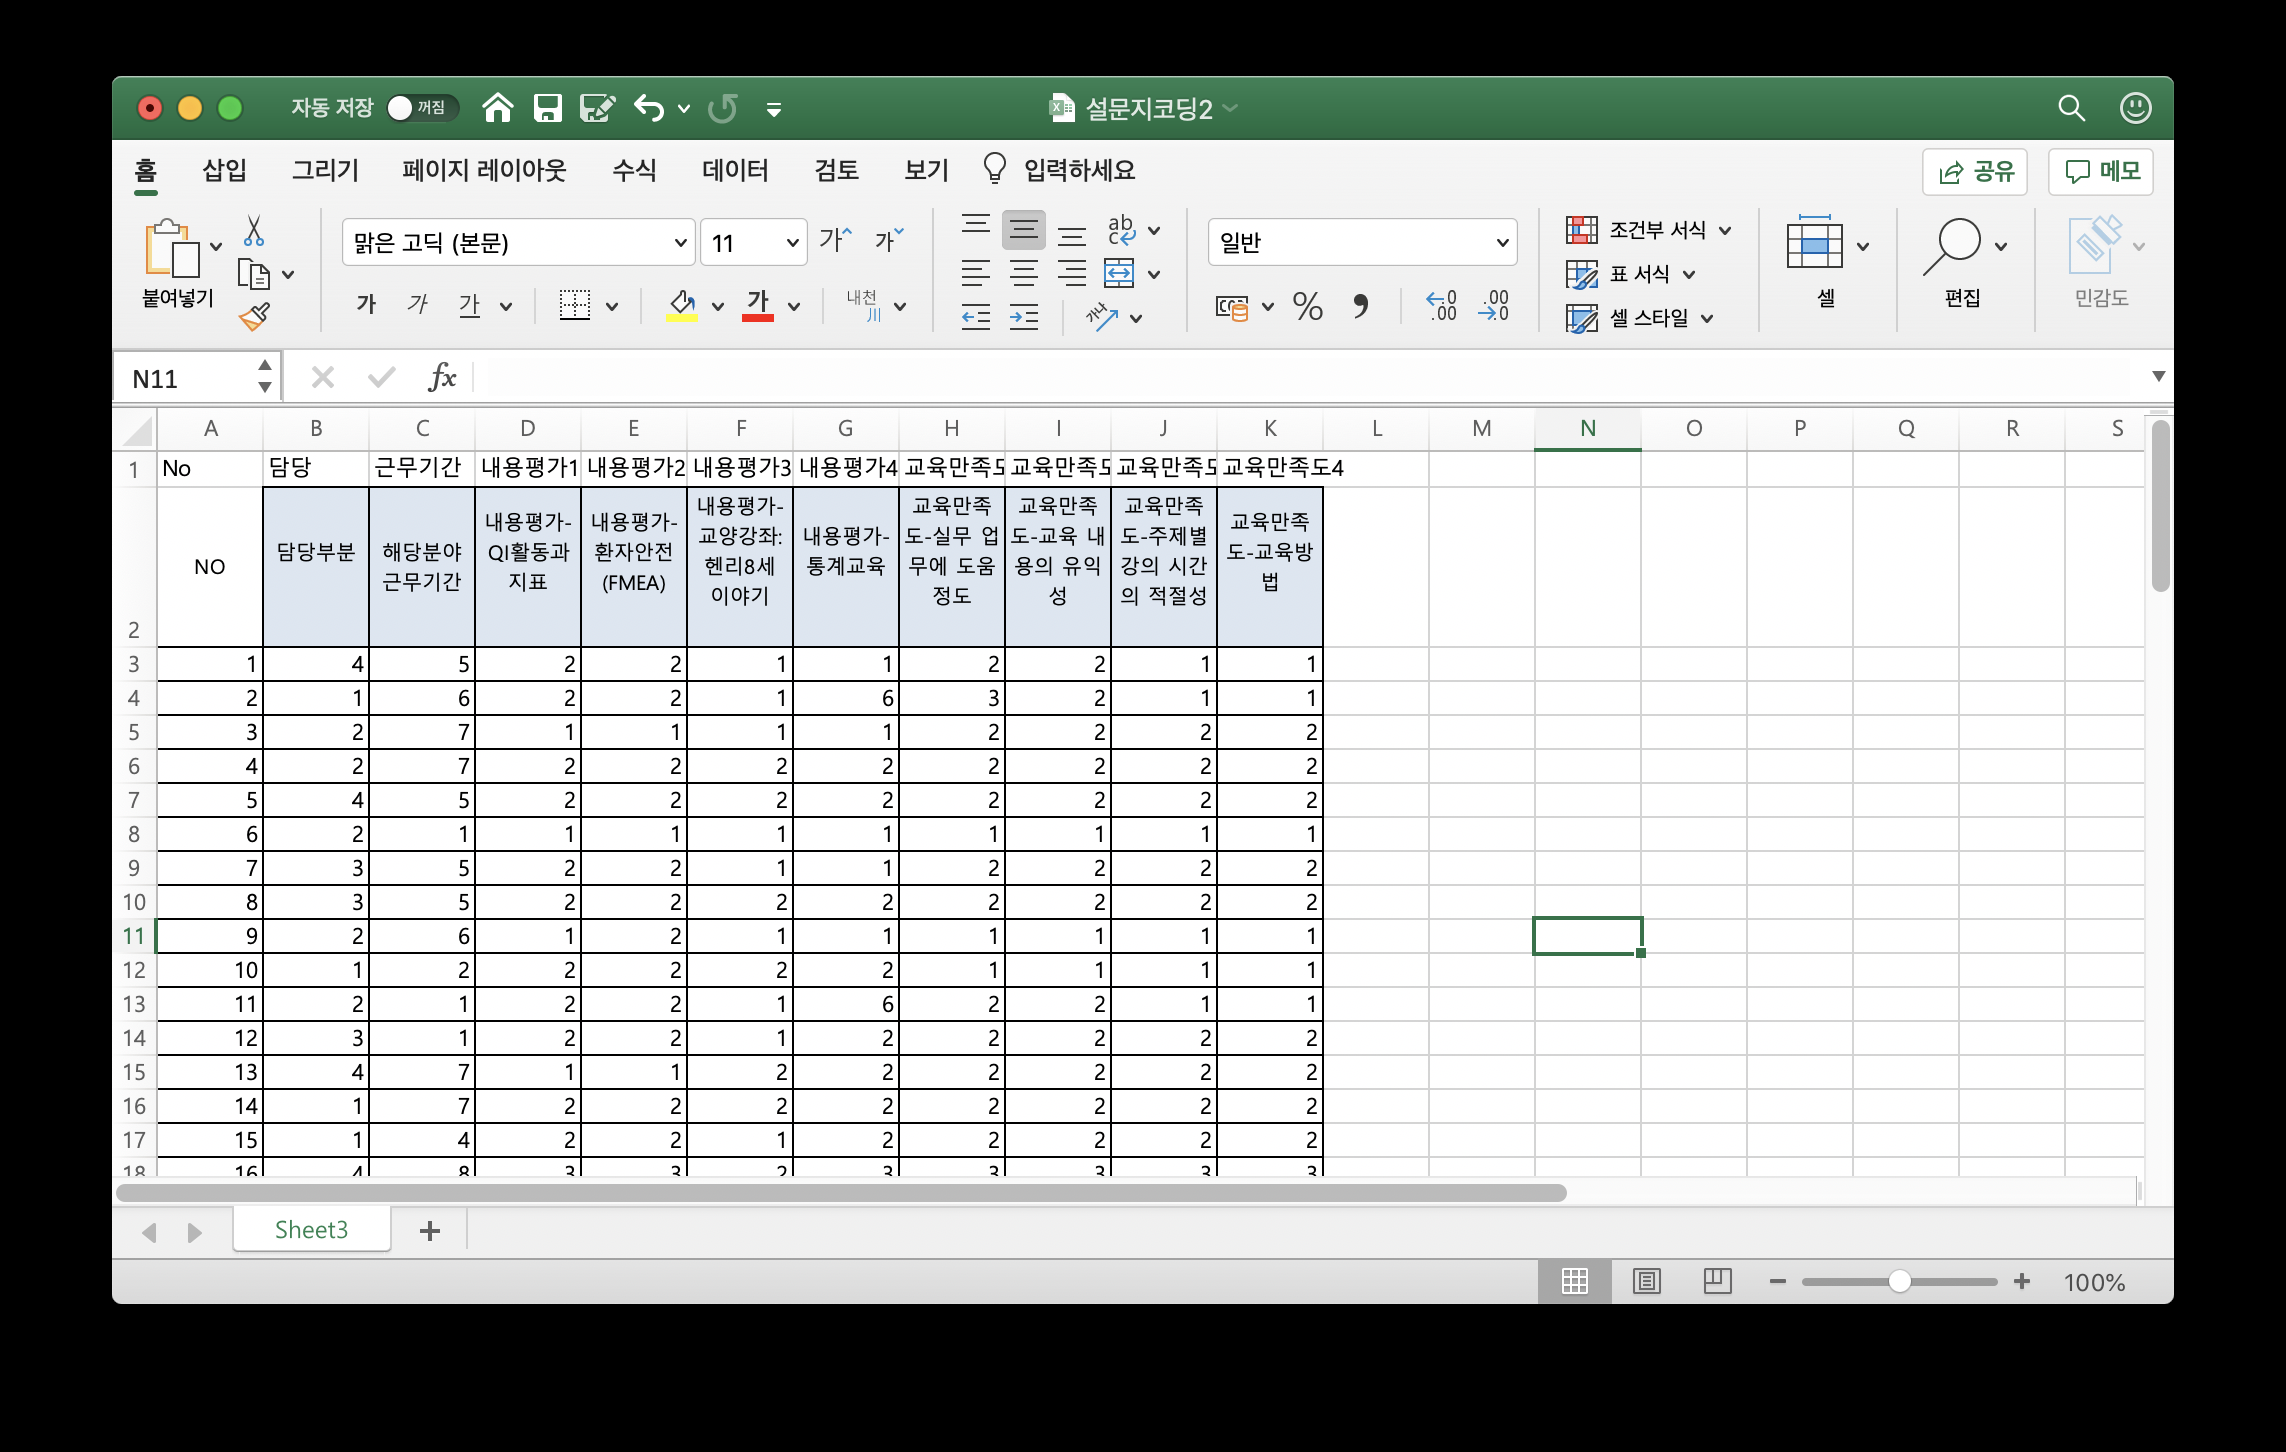 자동 저장 꺼짐 설문지코딩2
홈 삽입 그리기 페이지 레이아웃 수식 데이터 검토 보기 입력하세요 공유 메모
붙여넣기 맑은 고딕 (본문) 11 가 가 ab c 일반 조건부 서식 표 서식 셀 스타일 셀 편집 민감도
가 가 가 가 내천 川 가나 % , .0 .00 .00 .0
N11 fx
A B C D E F G H I J K L M N O P Q R S
1 No 담당 근무기간 내용평가1 내용평가2 내용평가3 내용평가4 교육만족도 교육만족도 교육만족도 교육만족도4
2 NO 담당부분 해당분야 근무기간 내용평가-QI활동과 지표 내용평가-환자안전(FMEA) 내용평가-교양강좌: 헨리8세 이야기 내용평가-통계교육 교육만족도-실무 업무에 도움 정도 교육만족도-교육 내용의 유익성 교육만족도-주제별 강의 시간의 적절성 교육만족도-교육방법
3 1 4 5 2 2 1 1 2 2 1 1
4 2 1 6 2 2 1 6 3 2 1 1
5 3 2 7 1 1 1 1 2 2 2 2
6 4 2 7 2 2 2 2 2 2 2 2
7 5 4 5 2 2 2 2 2 2 2 2
8 6 2 1 1 1 1 1 1 1 1 1
9 7 3 5 2 2 1 1 2 2 2 2
10 8 3 5 2 2 2 2 2 2 2 2
11 9 2 6 1 2 1 1 1 1 1 1
12 10 1 2 2 2 2 2 1 1 1 1
13 11 2 1 2 2 1 6 2 2 1 1
14 12 3 1 2 2 1 2 2 2 2 2
15 13 4 7 1 1 2 2 2 2 2 2
16 14 1 7 2 2 2 2 2 2 2 2
17 15 1 4 2 2 1 2 2 2 2 2
18 16 4 8 3 3 2 3 3 3 3 3
Sheet3
100%